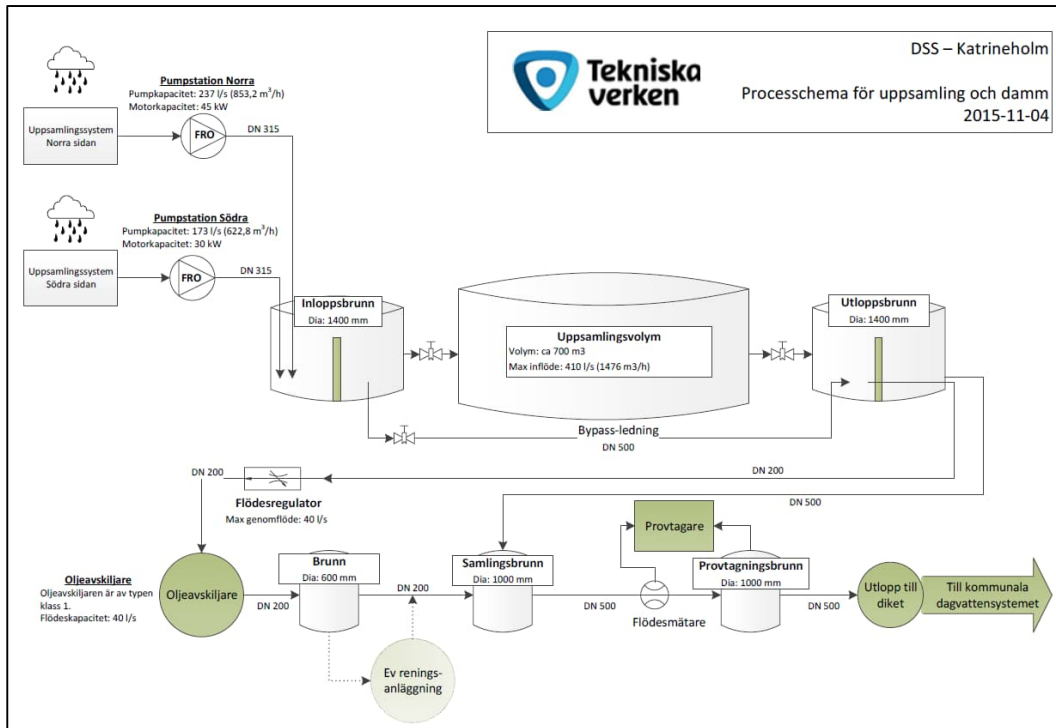 DSS – Katrineholm
Tekniska
verken
Processchema för uppsamling och damm
2015-11-04
Pumpstation Norra
Pumpkapacitet: 237 l/s (853,2 m³/h)
Motorkapacitet: 45 kW
Uppsamlingssystem
Norra sidan
FRO
DN 315
Pumpstation Södra
Pumpkapacitet: 173 l/s (622,8 m³/h)
Motorkapacitet: 30 kW
Uppsamlingssystem
Södra sidan
FRO
DN 315
Inloppsbrunn
Dia: 1400 mm
Uppsamlingsvolym
Volym: ca 700 m3
Max inflöde: 410 l/s (1476 m3/h)
Utloppsbrunn
Dia: 1400 mm
Bypass-ledning
DN 500
DN 200
DN 200
Flödesregulator
Max genomflöde: 40 l/s
DN 500
Provtagare
Oljeavskiljare
Oljeavskiljaren är av typen
klass 1.
Flödeskapacitet: 40 l/s
Oljeavskiljare
DN 200
Brunn
Dia: 600 mm
DN 200
Samlingsbrunn
Dia: 1000 mm
DN 500
Flödesmätare
Provtagningsbrunn
Dia: 1000 mm
DN 500
Utlopp till
diket
Till kommunala
dagvattensystemet
Ev renings-
anläggning